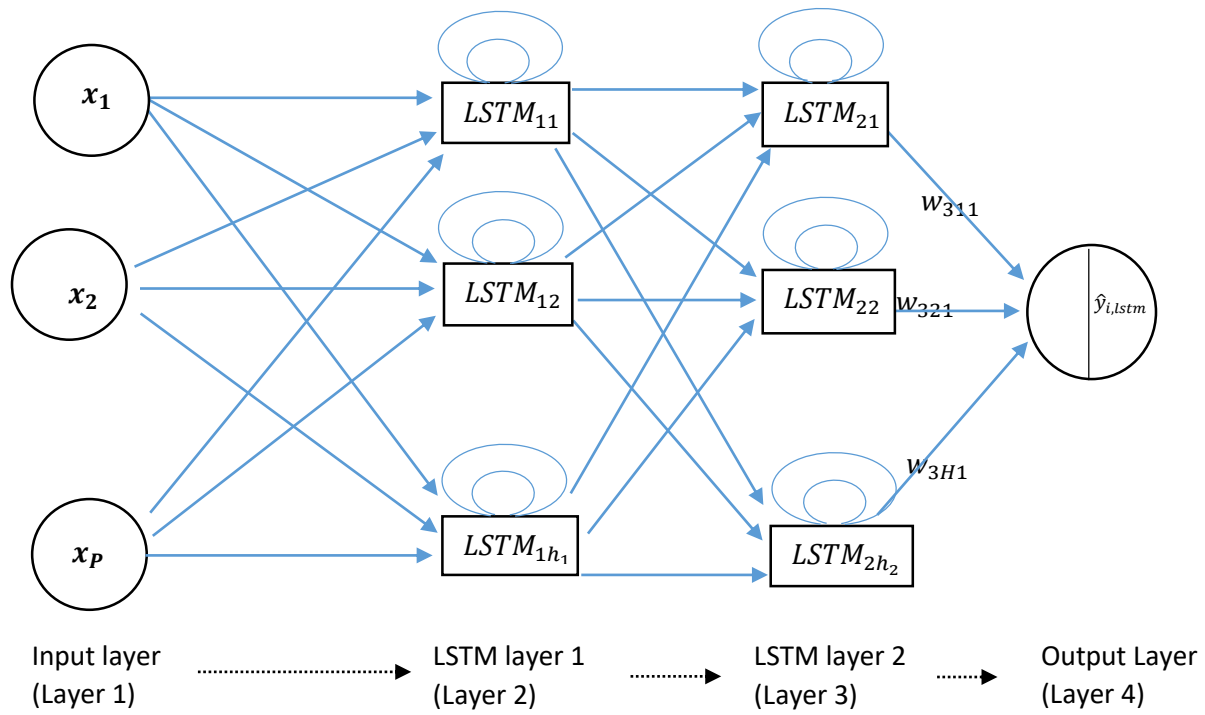 x₁
LSTM₁₁
LSTM₂₁
w₃₁₁
x₂
LSTM₁₂
LSTM₂₂
w₃₂₁
ŷᵢ,ₗₛₜₘ
w₃H₁
x_P
LSTM₁ₕ₁
LSTM₂ₕ₂
Input layer
(Layer 1)
LSTM layer 1
(Layer 2)
LSTM layer 2
(Layer 3)
Output Layer
(Layer 4)